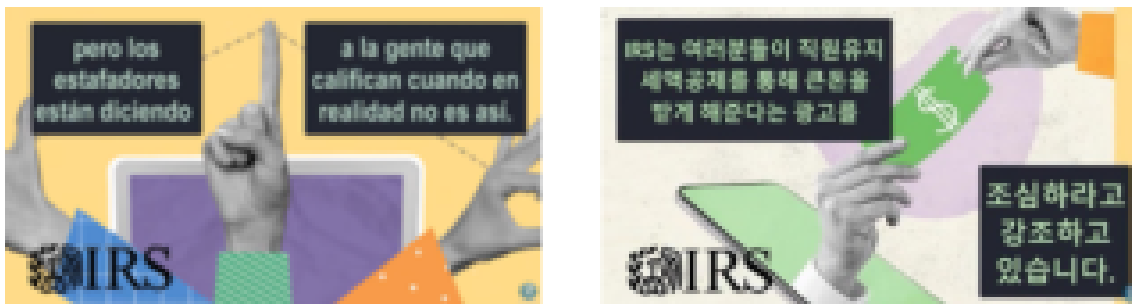 pero los
estafadores
están diciendo
a la gente que
califican cuando en
realidad no es así.
IRS
IRS는 여러분들이 직원유지
세액공제를 통해 큰돈을
받게 해준다는 광고를
조심하라고
강조하고
있습니다.
IRS